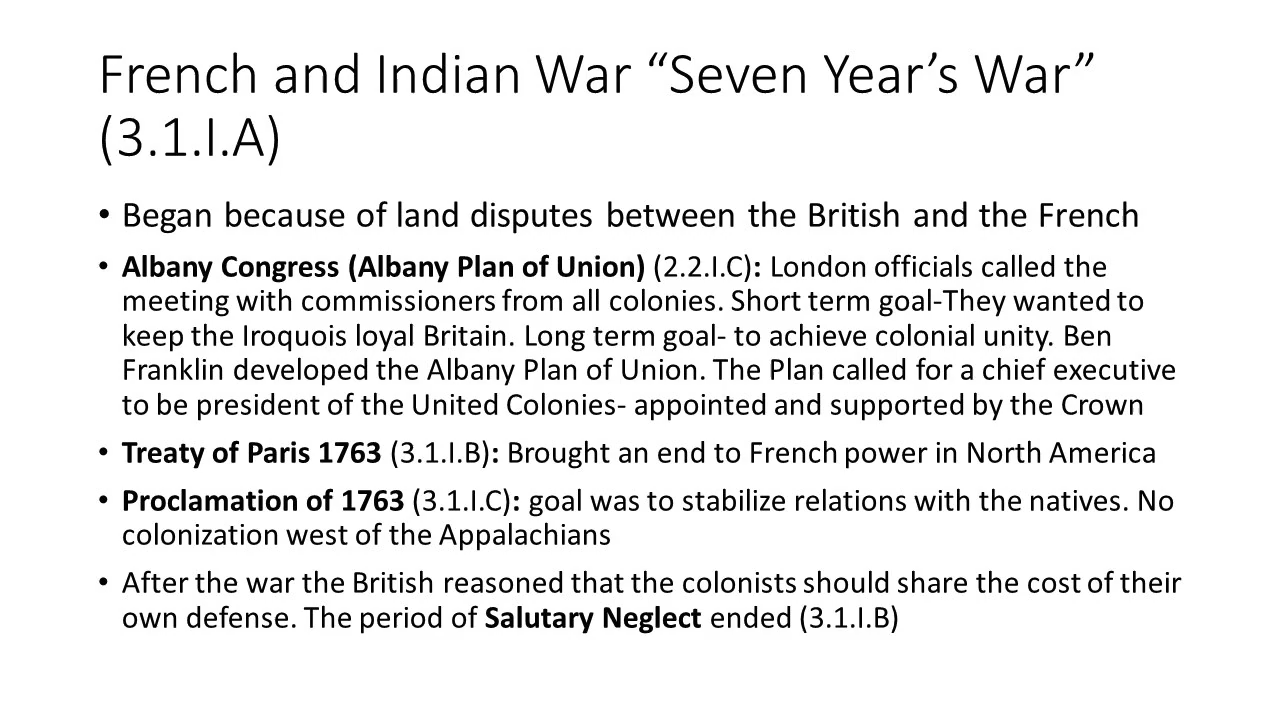 French and Indian War “Seven Year’s War”
(3.1.I.A)
• Began because of land disputes between the British and the French
• Albany Congress (Albany Plan of Union) (2.2.I.C): London officials called the
meeting with commissioners from all colonies. Short term goal-They wanted to
keep the Iroquois loyal Britain. Long term goal- to achieve colonial unity. Ben
Franklin developed the Albany Plan of Union. The Plan called for a chief executive
to be president of the United Colonies- appointed and supported by the Crown
• Treaty of Paris 1763 (3.1.I.B): Brought an end to French power in North America
• Proclamation of 1763 (3.1.I.C): goal was to stabilize relations with the natives. No
colonization west of the Appalachians
• After the war the British reasoned that the colonists should share the cost of their
own defense. The period of Salutary Neglect ended (3.1.I.B)